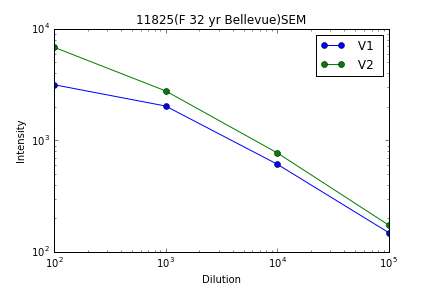 11825(F 32 yr Bellevue)SEM
10⁴
10³
10²
Intensity
V1
V2
10² 10³ 10⁴ 10⁵
Dilution